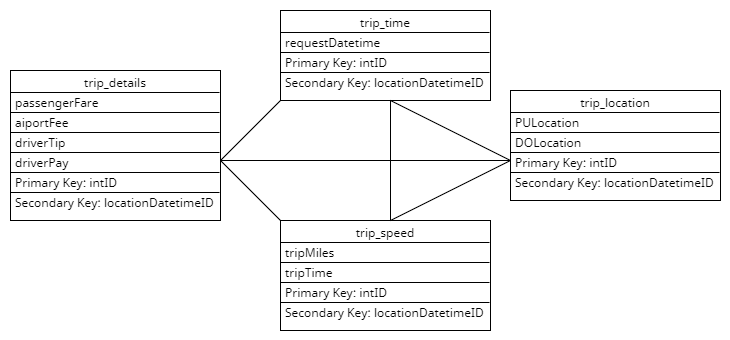 trip_time
requestDatetime
Primary Key: intID
Secondary Key: locationDatetimeID
trip_details
passengerFare
aiportFee
driverTip
driverPay
Primary Key: intID
Secondary Key: locationDatetimeID
trip_location
PULocation
DOLocation
Primary Key: intID
Secondary Key: locationDatetimeID
trip_speed
tripMiles
tripTime
Primary Key: intID
Secondary Key: locationDatetimeID